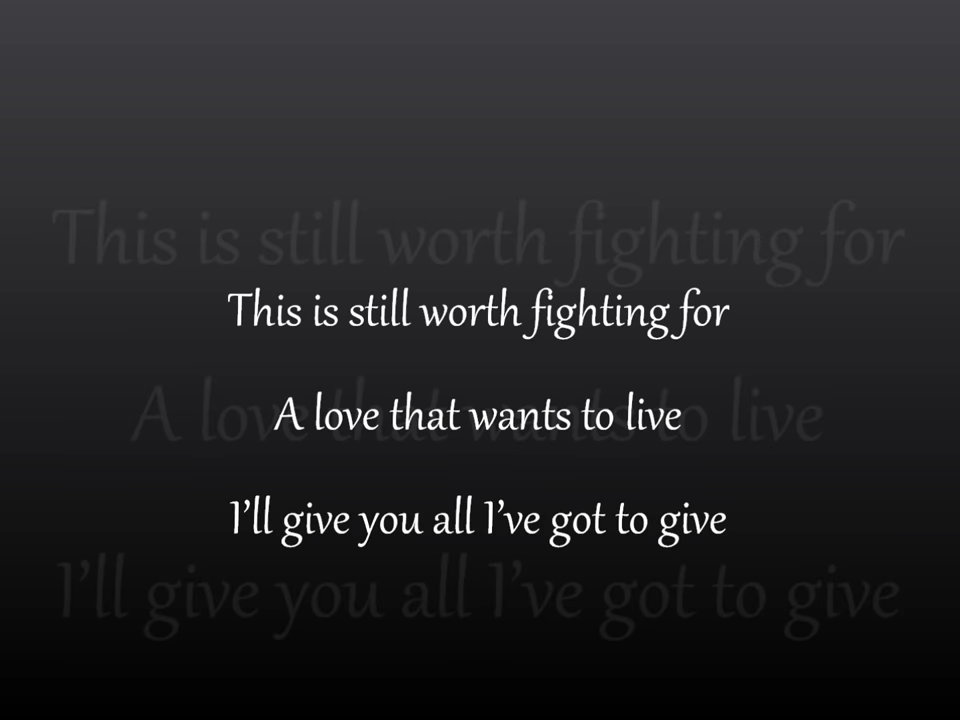 This is still worth fighting for
This is still worth fighting for
A love that wants to live
A love that wants to live
I'll give you all I've got to give
I'll give you all I've got to give